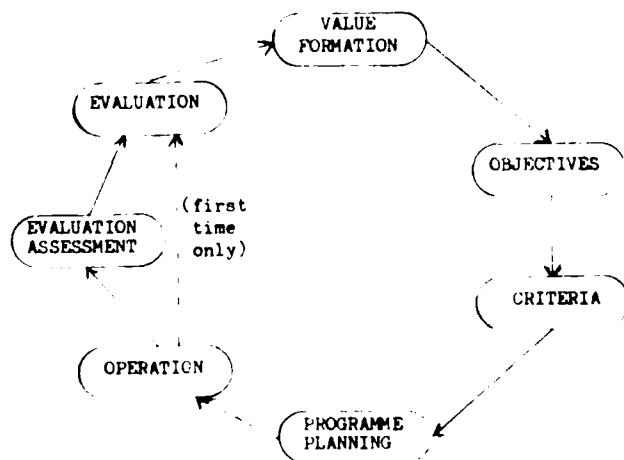 VALUE
FORMATION
EVALUATION
OBJECTIVES
(first
time
only)
EVALUATION
ASSESSMENT
CRITERIA
OPERATION
PROGRAMME
PLANNING